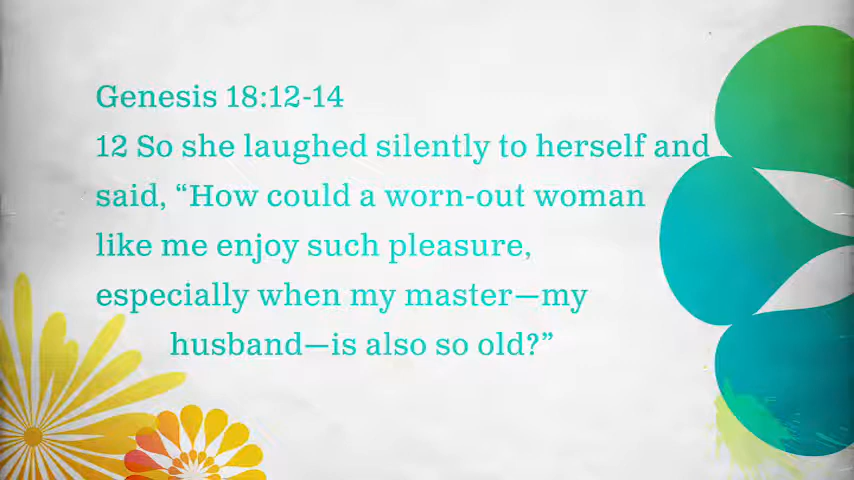 Genesis 18:12-14
12 So she laughed silently to herself and
said, “How could a worn-out woman
like me enjoy such pleasure,
especially when my master—my
husband—is also so old?”